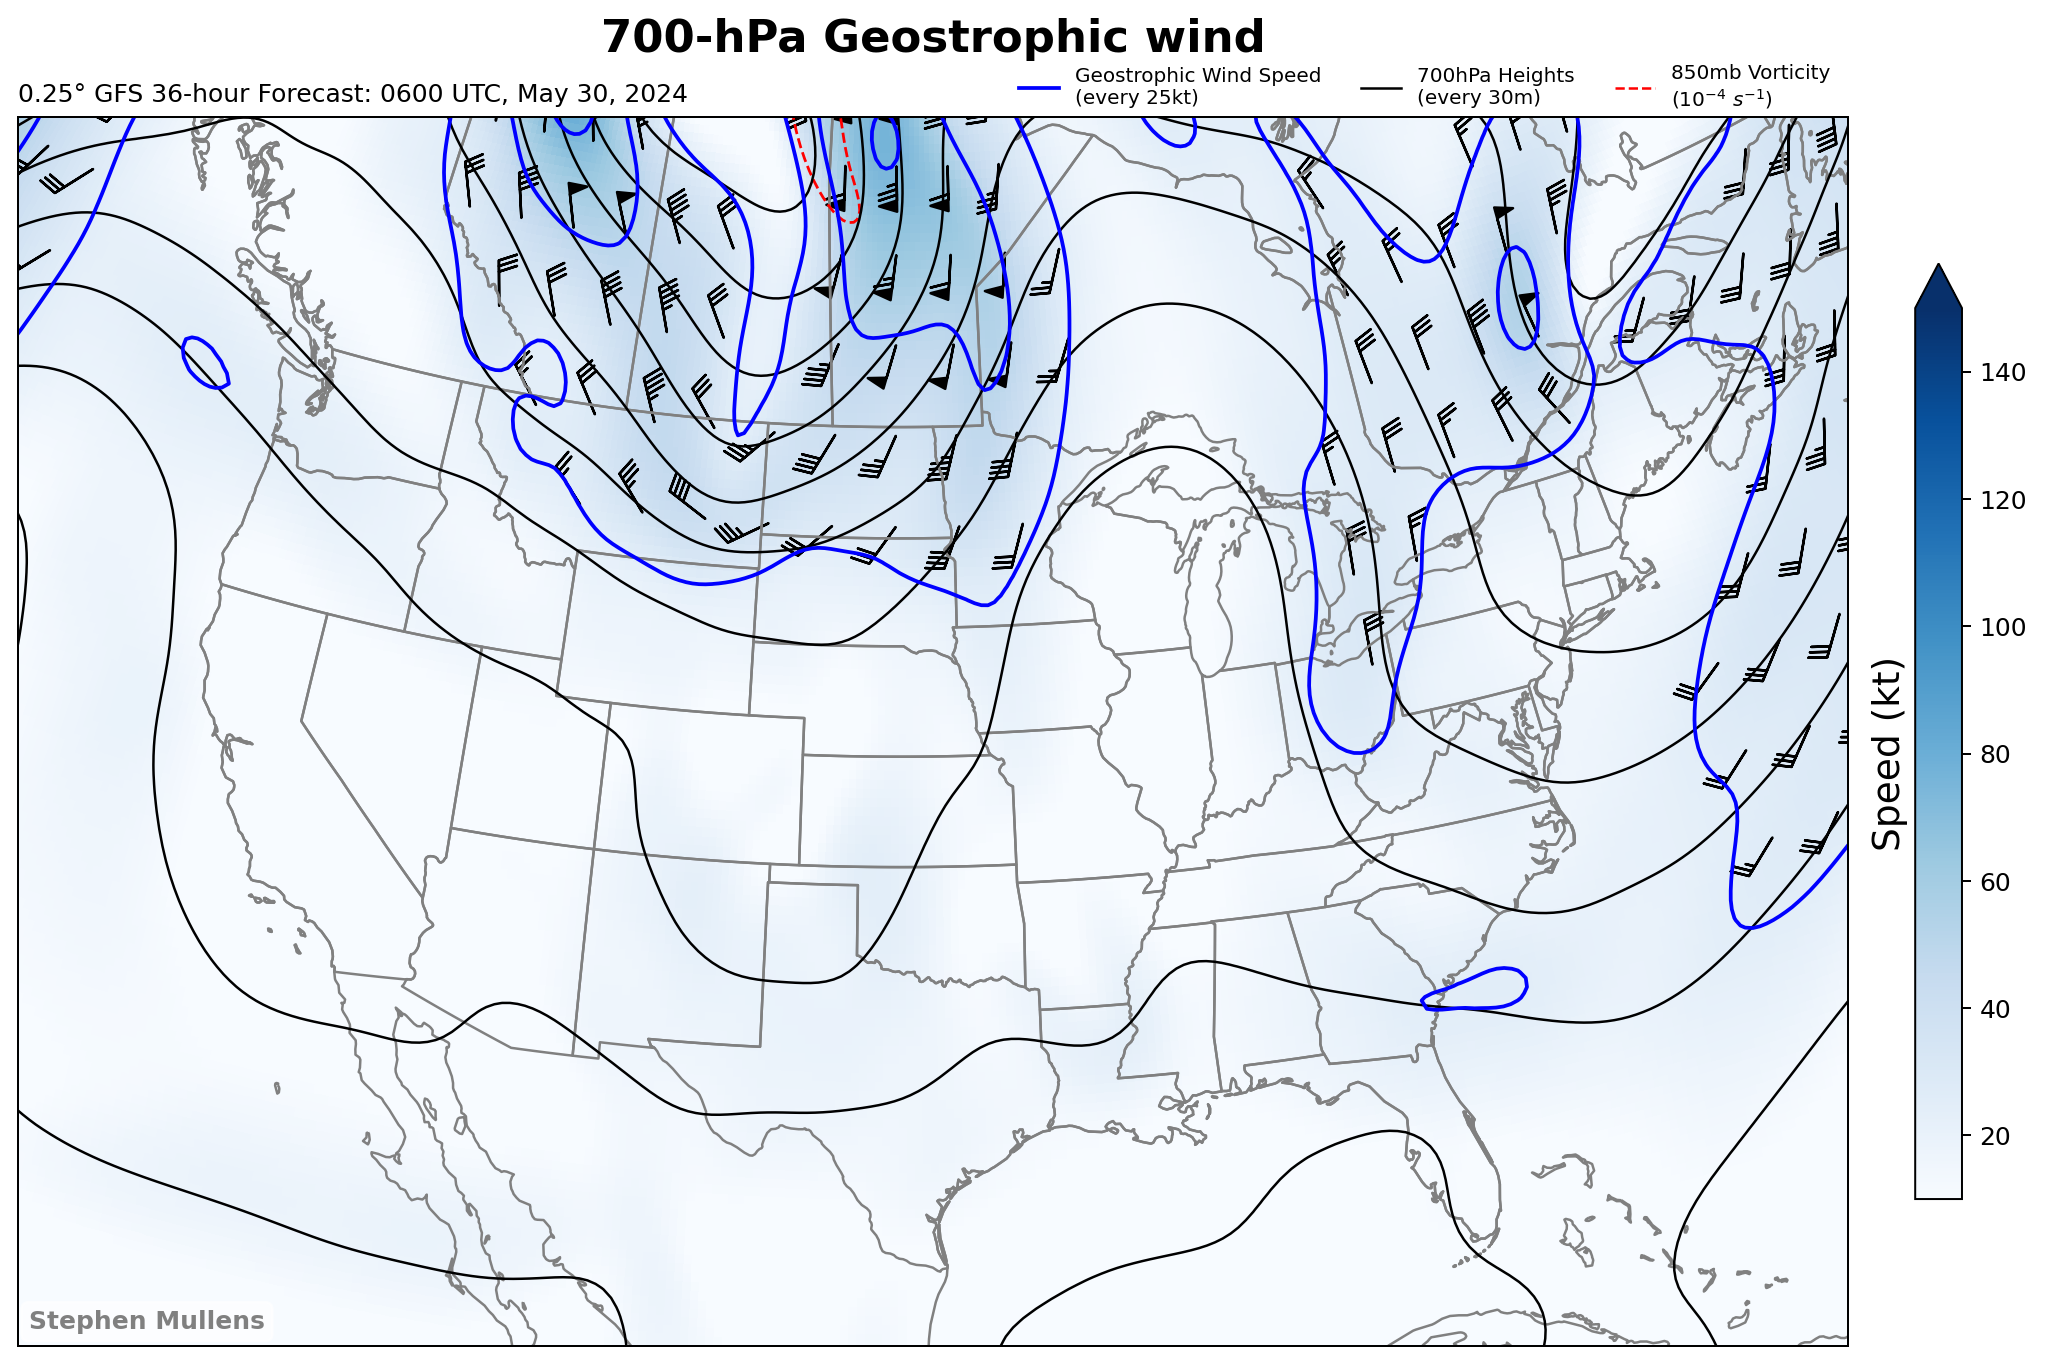 700-hPa Geostrophic wind
0.25° GFS 36-hour Forecast: 0600 UTC, May 30, 2024
Geostrophic Wind Speed
(every 25kt)
700hPa Heights
(every 30m)
850mb Vorticity
(10⁻⁴ s⁻¹)
140
120
100
80
60
40
20
Speed (kt)
Stephen Mullens